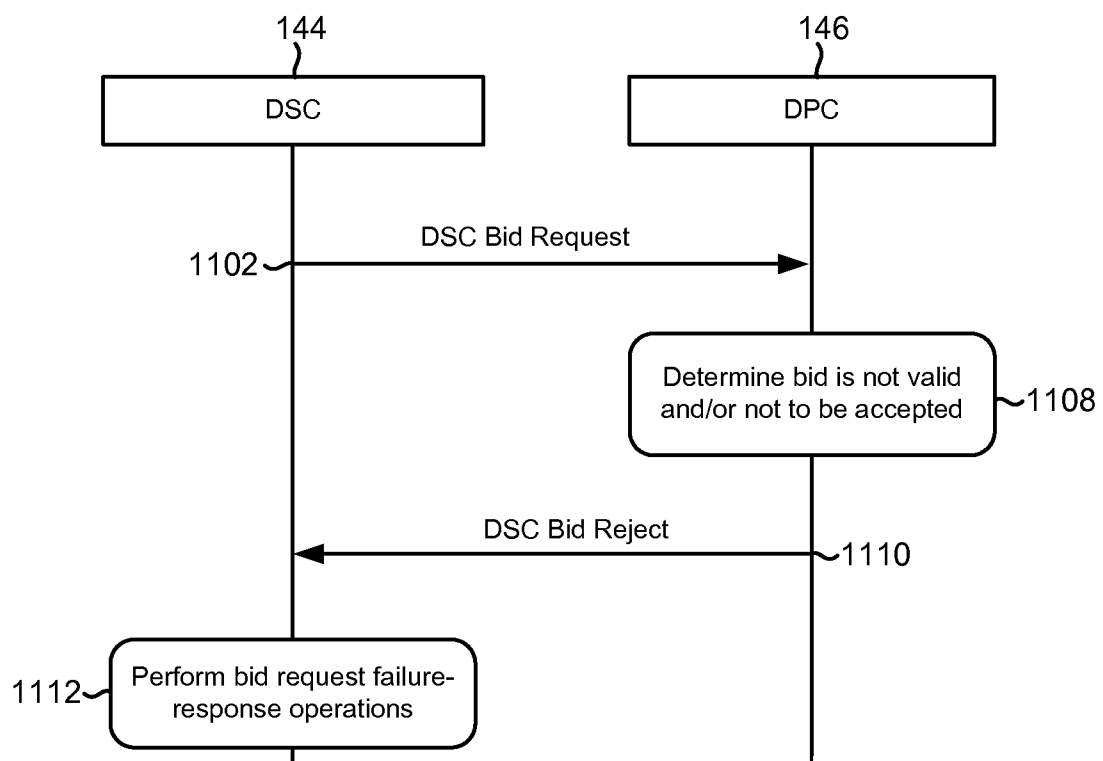 144
146
DSC
DPC
DSC Bid Request
1102
Determine bid is not valid
and/or not to be accepted
1108
DSC Bid Reject
1110
Perform bid request failure-
response operations
1112